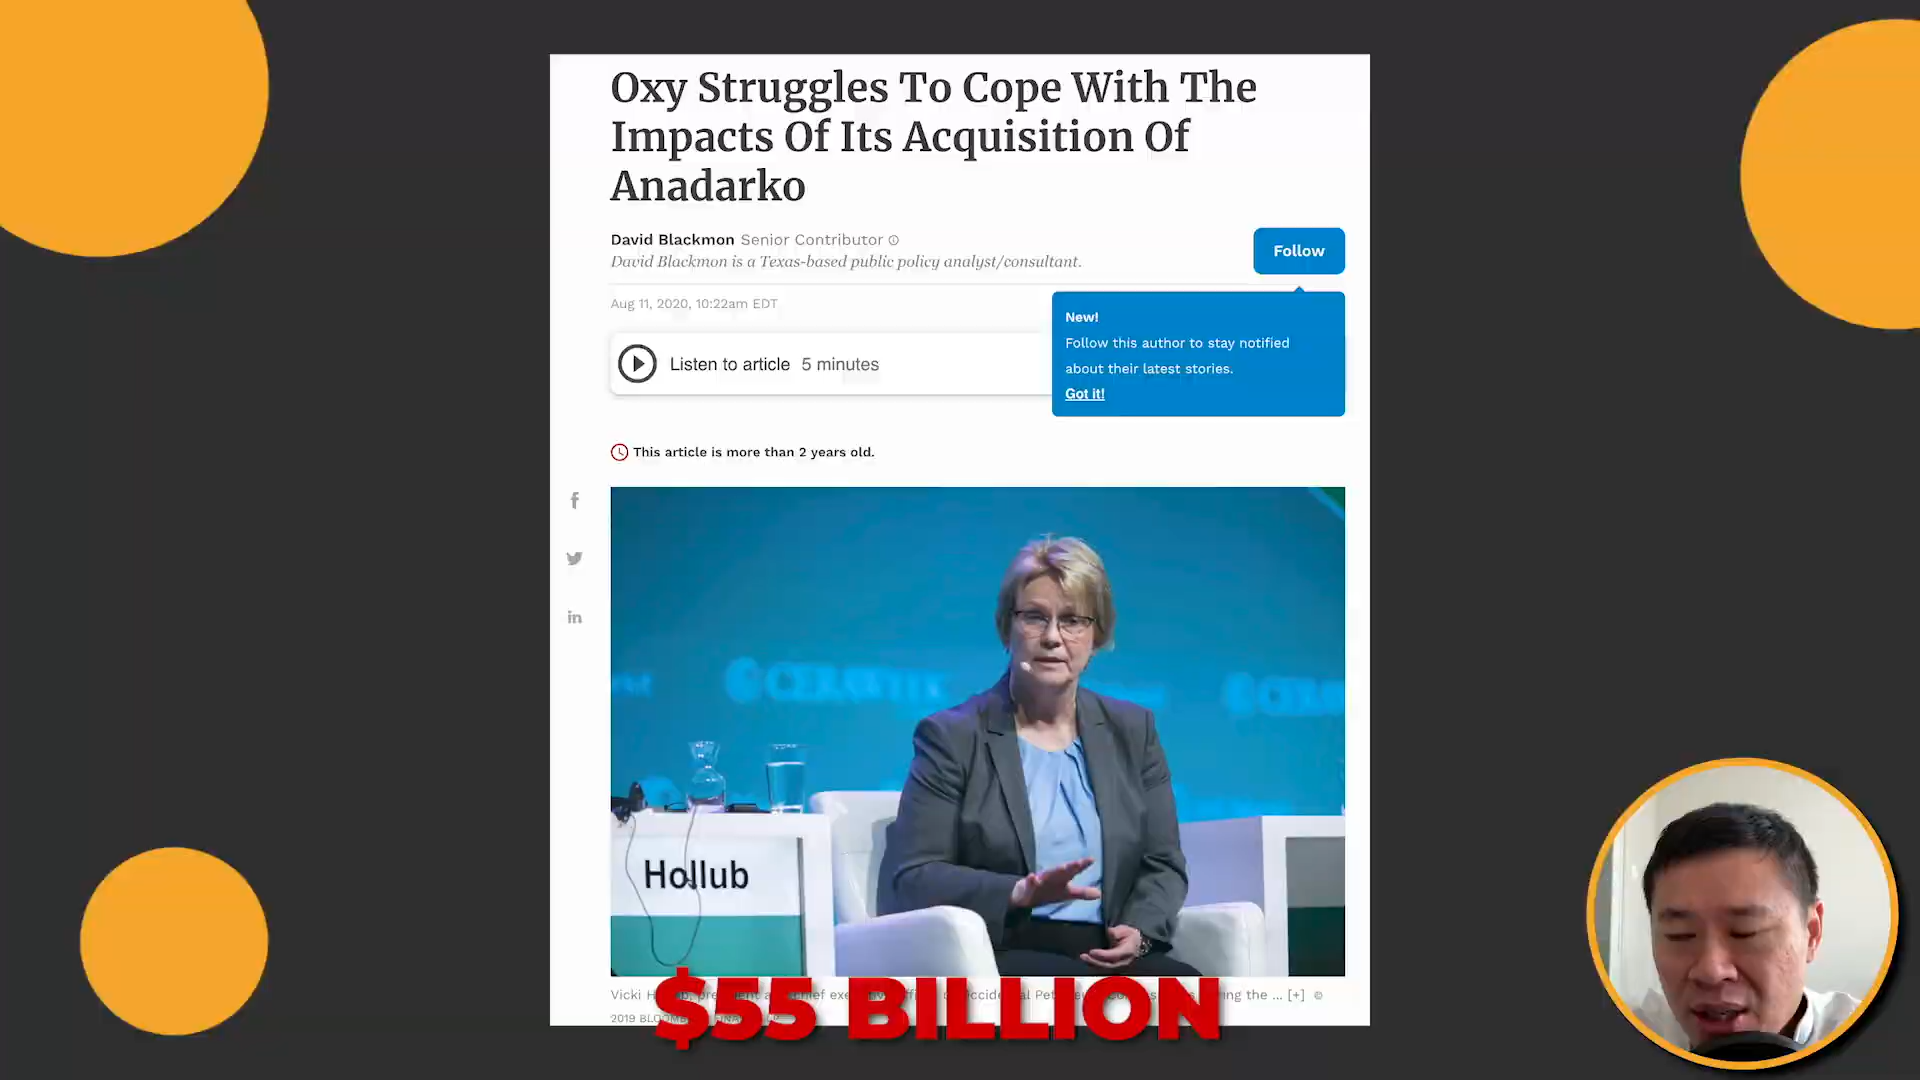 Oxy Struggles To Cope With The
Impacts Of Its Acquisition Of
Anadarko
David Blackmon Senior Contributor
David Blackmon is a Texas-based public policy analyst/consultant.
Follow
Aug 11, 2020, 10:22am EDT
New!
Follow this author to stay notified
about their latest stories.
Got it!
Listen to article 5 minutes
This article is more than 2 years old.
f
in
CERAWEEK
Hollub
Vicki the ... [+] ©
2019
$55 BILLION